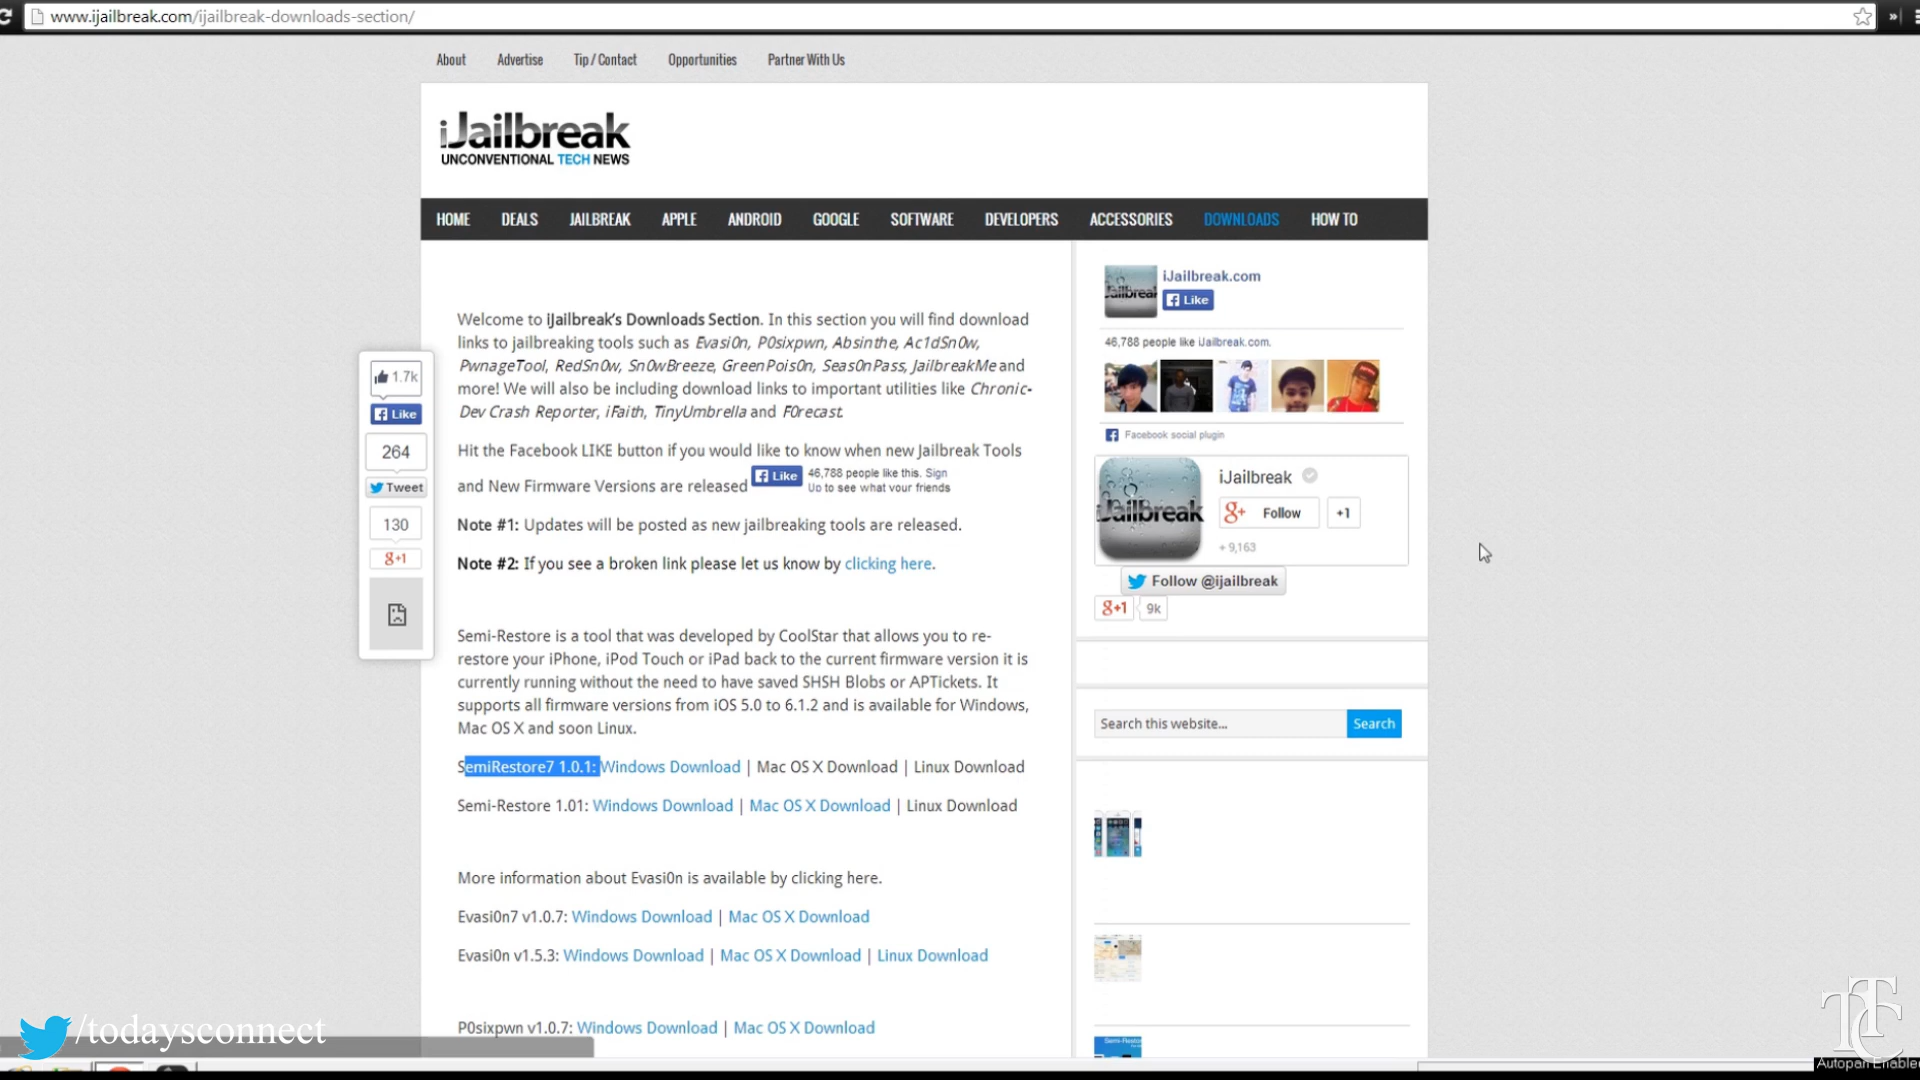 www.ijailbreak.com/ijailbreak-downloads-section/
»
About Advertise Tip / Contact Opportunities Partner With Us
iJailbreak
UNCONVENTIONAL TECH NEWS
HOME DEALS JAILBREAK APPLE ANDROID GOOGLE SOFTWARE DEVELOPERS ACCESSORIES DOWNLOADS HOW TO
Welcome to iJailbreak's Downloads Section. In this section you will find download
links to jailbreaking tools such as Evasi0n, P0sixpwn, Absinthe, Ac1dSn0w,
PwnageTool, RedSn0w, Sn0wBreeze, GreenPois0n, Seas0nPass, JailbreakMe and
more! We will also be including download links to important utilities like Chronic-
Dev Crash Reporter, iFaith, TinyUmbrella and F0recast.
Hit the Facebook LIKE button if you would like to know when new Jailbreak Tools
and New Firmware Versions are released Like 46,788 people like this. Sign
Up to see what your friends
Note #1: Updates will be posted as new jailbreaking tools are released.
Note #2: If you see a broken link please let us know by clicking here.
Semi-Restore is a tool that was developed by CoolStar that allows you to re-
restore your iPhone, iPod Touch or iPad back to the current firmware version it is
currently running without the need to have saved SHSH Blobs or APTickets. It
supports all firmware versions from iOS 5.0 to 6.1.2 and is available for Windows,
Mac OS X and soon Linux.
SemiRestore7 1.0.1: Windows Download | Mac OS X Download | Linux Download
Semi-Restore 1.01: Windows Download | Mac OS X Download | Linux Download
More information about Evasi0n is available by clicking here.
Evasi0n7 v1.0.7: Windows Download | Mac OS X Download
Evasi0n v1.5.3: Windows Download | Mac OS X Download | Linux Download
P0sixpwn v1.0.7: Windows Download | Mac OS X Download
1.7k
Like
264
Tweet
130
g+1
Jailbreak
iJailbreak.com
Like
46,788 people like iJailbreak.com.
Facebook social plugin
iJailbreak
iJailbreak
g+ Follow +1
+ 9,163
Follow @ijailbreak
g+1 9k
Search this website... Search
Semi-Restor
/todaysconnect
TTC
Autopan Enabled